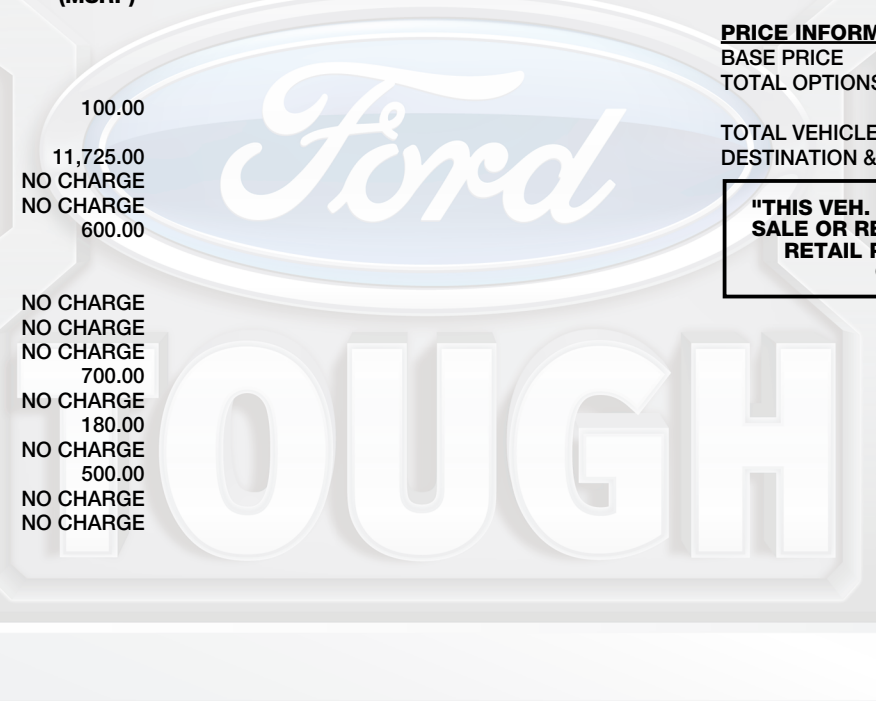 (MSRP)
100.00
11,725.00
NO CHARGE
NO CHARGE
600.00
NO CHARGE
NO CHARGE
NO CHARGE
700.00
NO CHARGE
180.00
NO CHARGE
500.00
NO CHARGE
NO CHARGE
Ford
TOUGH
PRICE INFORM
BASE PRICE
TOTAL OPTIONS
TOTAL VEHICLE
DESTINATION &
"THIS VEH.
SALE OR RE
RETAIL